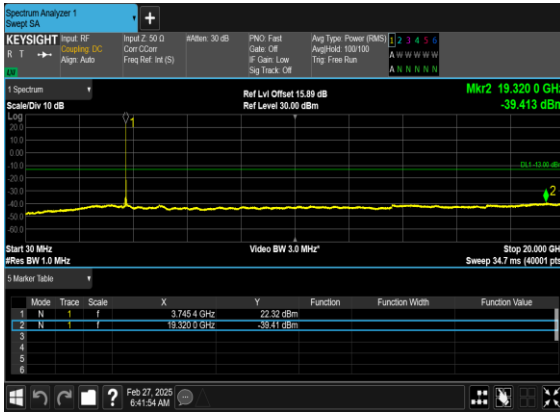 Spectrum Analyzer 1
Swept SA
+
KEYSIGHT
R T
Input: RF
Coupling: DC
Align: Auto
Input Z: 50 Ω
Corr CCorr
Freq Ref: Int (S)
#Atten: 30 dB
PNO: Fast
Gate: Off
IF Gain: Low
Sig Track: Off
Avg Type: Power (RMS)
Avg|Hold: 100/100
Trig: Free Run
1 2 3 4 5 6
A W W W W W
A N N N N N
1 Spectrum
Scale/Div 10 dB
Ref Lvl Offset 15.89 dB
Ref Level 30.00 dBm
Mkr2 19.320 0 GHz
-39.413 dBm
Log
20.0
10.0
0.00
-10.0
-20.0
-30.0
-40.0
-50.0
-60.0
1
DL1 -13.00 dBm
2
Start 30 MHz
#Res BW 1.0 MHz
Video BW 3.0 MHz*
Stop 20.000 GHz
Sweep 34.7 ms (40001 pts)
5 Marker Table
Mode Trace Scale X Y Function Function Width Function Value
1 N 1 f 3.745 4 GHz 22.32 dBm
2 N 1 f 19.320 0 GHz -39.41 dBm
3
4
5
6
?
Feb 27, 2025
6:41:54 AM